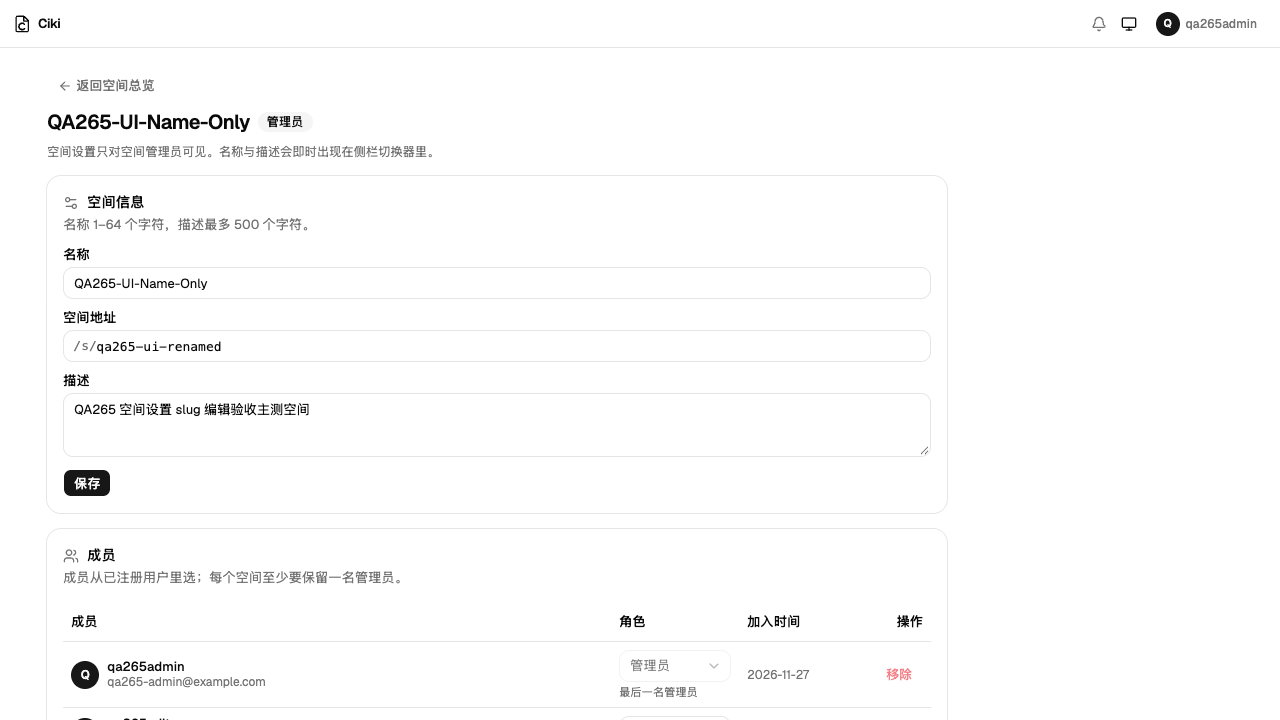 Ciki
Q qa265admin
返回空间总览
QA265-UI-Name-Only 管理员
空间设置只对空间管理员可见。名称与描述会即时出现在侧栏切换器里。
空间信息
名称 1–64 个字符，描述最多 500 个字符。
名称
QA265-UI-Name-Only
空间地址
/s/qa265-ui-renamed
描述
QA265 空间设置 slug 编辑验收主测空间
保存
成员
成员从已注册用户里选；每个空间至少要保留一名管理员。
成员 角色 加入时间 操作
Q qa265admin 管理员 2026-11-27 移除
qa265-admin@example.com 最后一名管理员